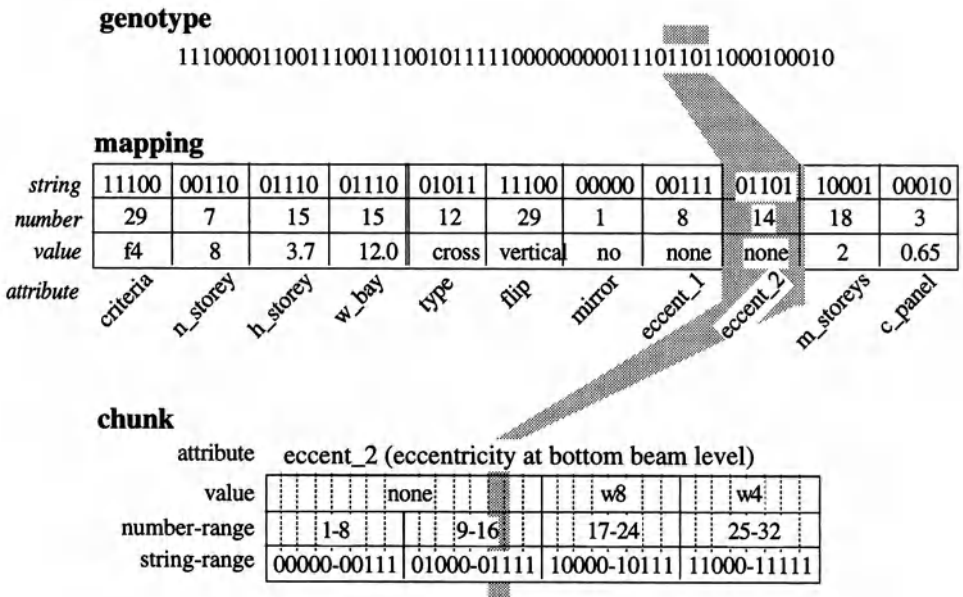 genotype
11100001100111001110010111110000000000111011011000100010
mapping
string 11100 00110 01110 01110 01011 11100 00000 00111 01101 10001 00010
number 29 7 15 15 12 29 1 8 14 18 3
value f4 8 3.7 12.0 cross vertical no none none 2 0.65
attribute criteria n_storey h_storey w_bay type flip mirror eccent_1 eccent_2 m_storeys c_panel
chunk
attribute eccent_2 (eccentricity at bottom beam level)
value none w8 w4
number-range 1-8 9-16 17-24 25-32
string-range 00000-00111 01000-01111 10000-10111 11000-11111